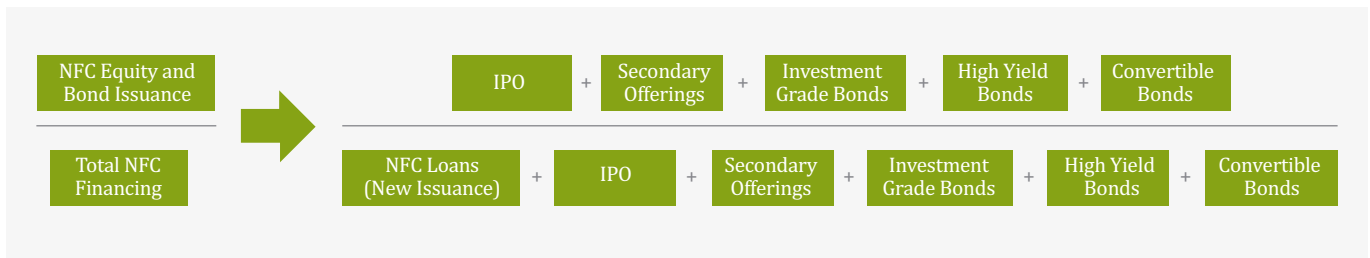 NFC Equity and
Bond Issuance
IPO + Secondary
Offerings + Investment
Grade Bonds + High Yield
Bonds + Convertible
Bonds
Total NFC
Financing
NFC Loans
(New Issuance) + IPO + Secondary
Offerings + Investment
Grade Bonds + High Yield
Bonds + Convertible
Bonds